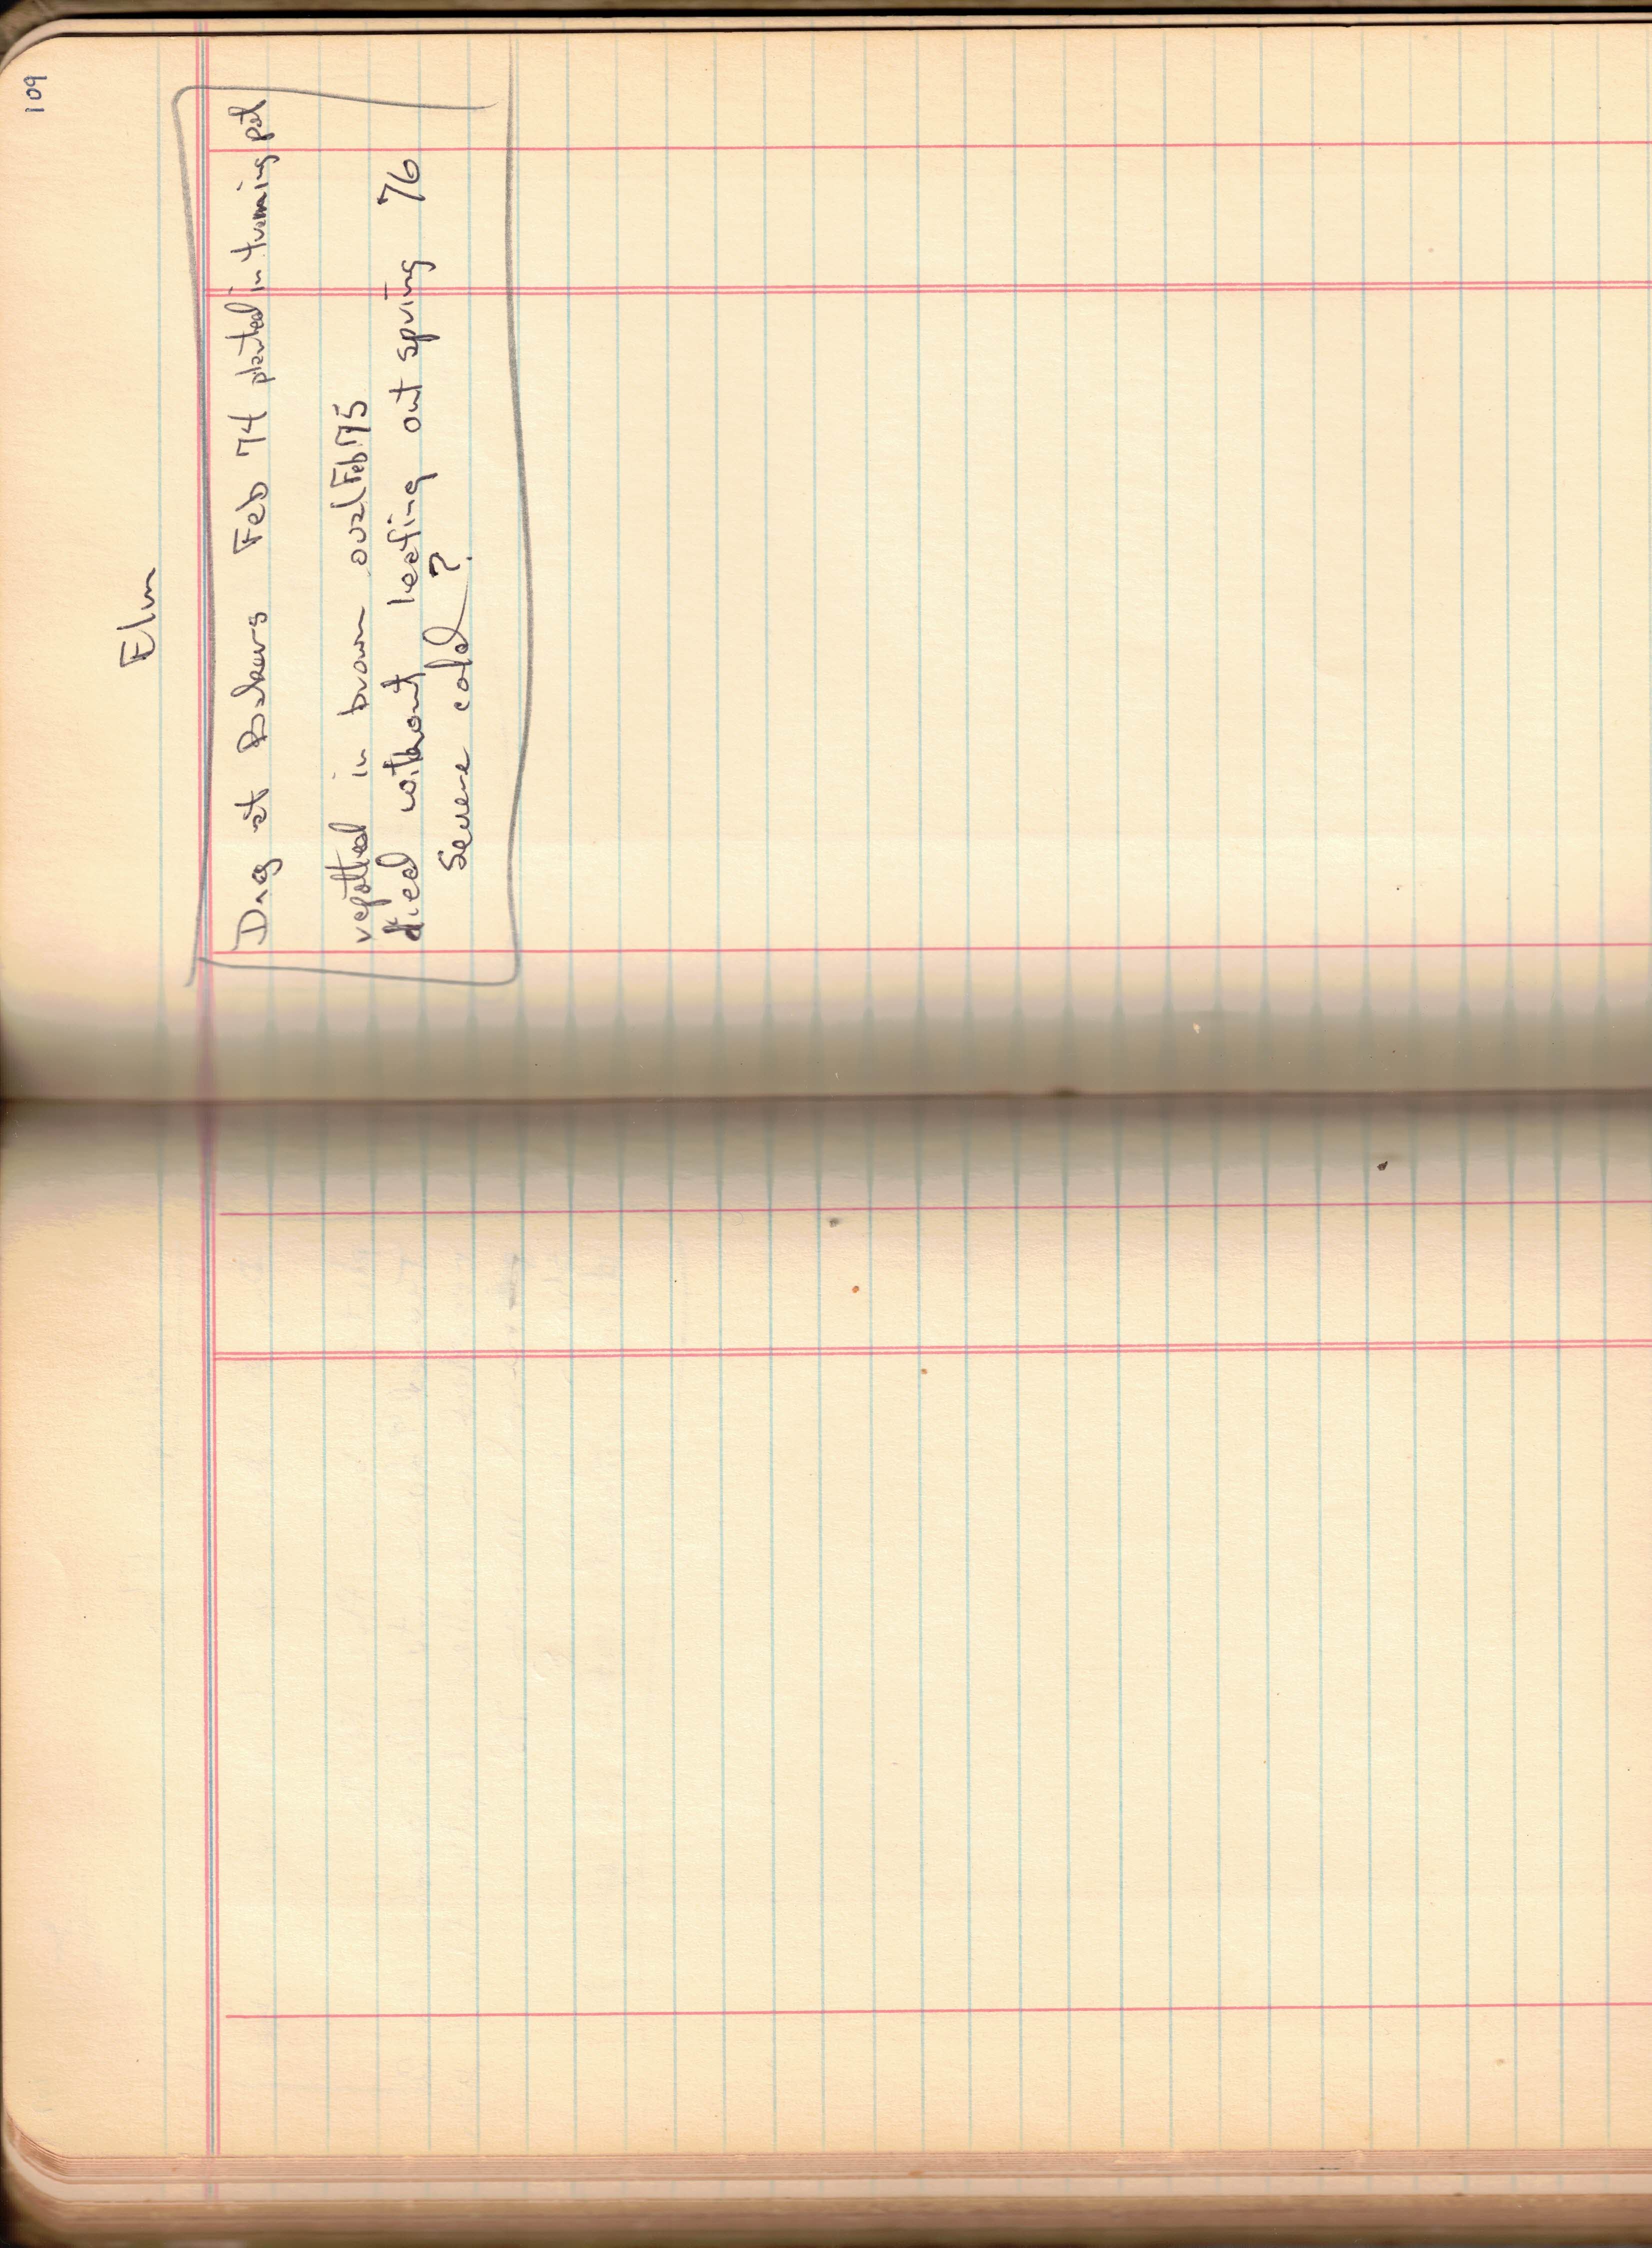 109
Elm
Dug at Bakers Feb 74 planted in training pot
repotted in brown oval Feb 75
died without leafing out spring 76
Severe cold ?